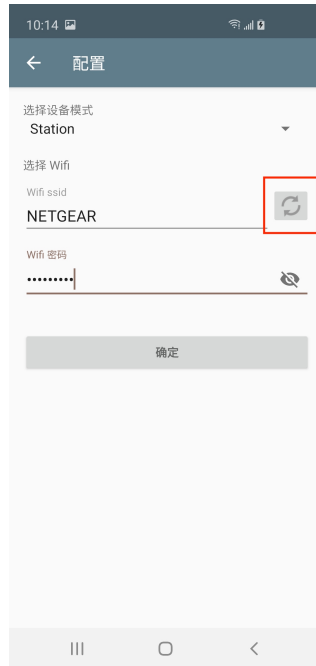 10:14
配置
选择设备模式
Station
选择 Wifi
Wifi ssid
NETGEAR
Wifi 密码
•••••••••
确定